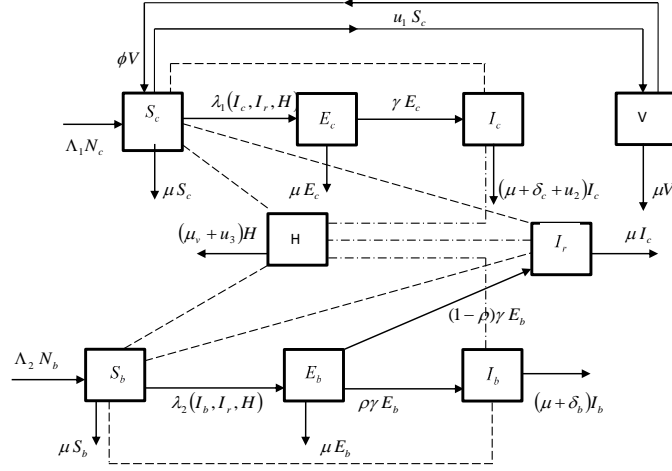 u₁ S_c
ϕV
S_c
λ₁(I_c, I_r, H)
E_c
γ E_c
I_c
V
Λ₁N_c
μ S_c
μ E_c
(μ + δ_c + u₂)I_c
μV
(μ_v + u₃)H
H
I_r
μ I_c
(1 − ρ)γ E_b
Λ₂ N_b
S_b
λ₂(I_b, I_r, H)
E_b
ργ E_b
I_b
(μ + δ_b)I_b
μ S_b
μ E_b